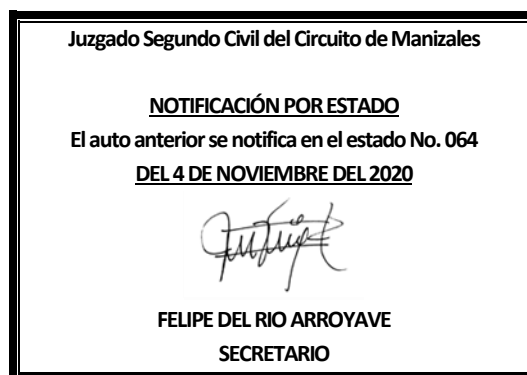 Juzgado Segundo Civil del Circuito de Manizales
NOTIFICACIÓN POR ESTADO
El auto anterior se notifica en el estado No. 064
DEL 4 DE NOVIEMBRE DEL 2020
FELIPE DEL RIO ARROYAVE
SECRETARIO